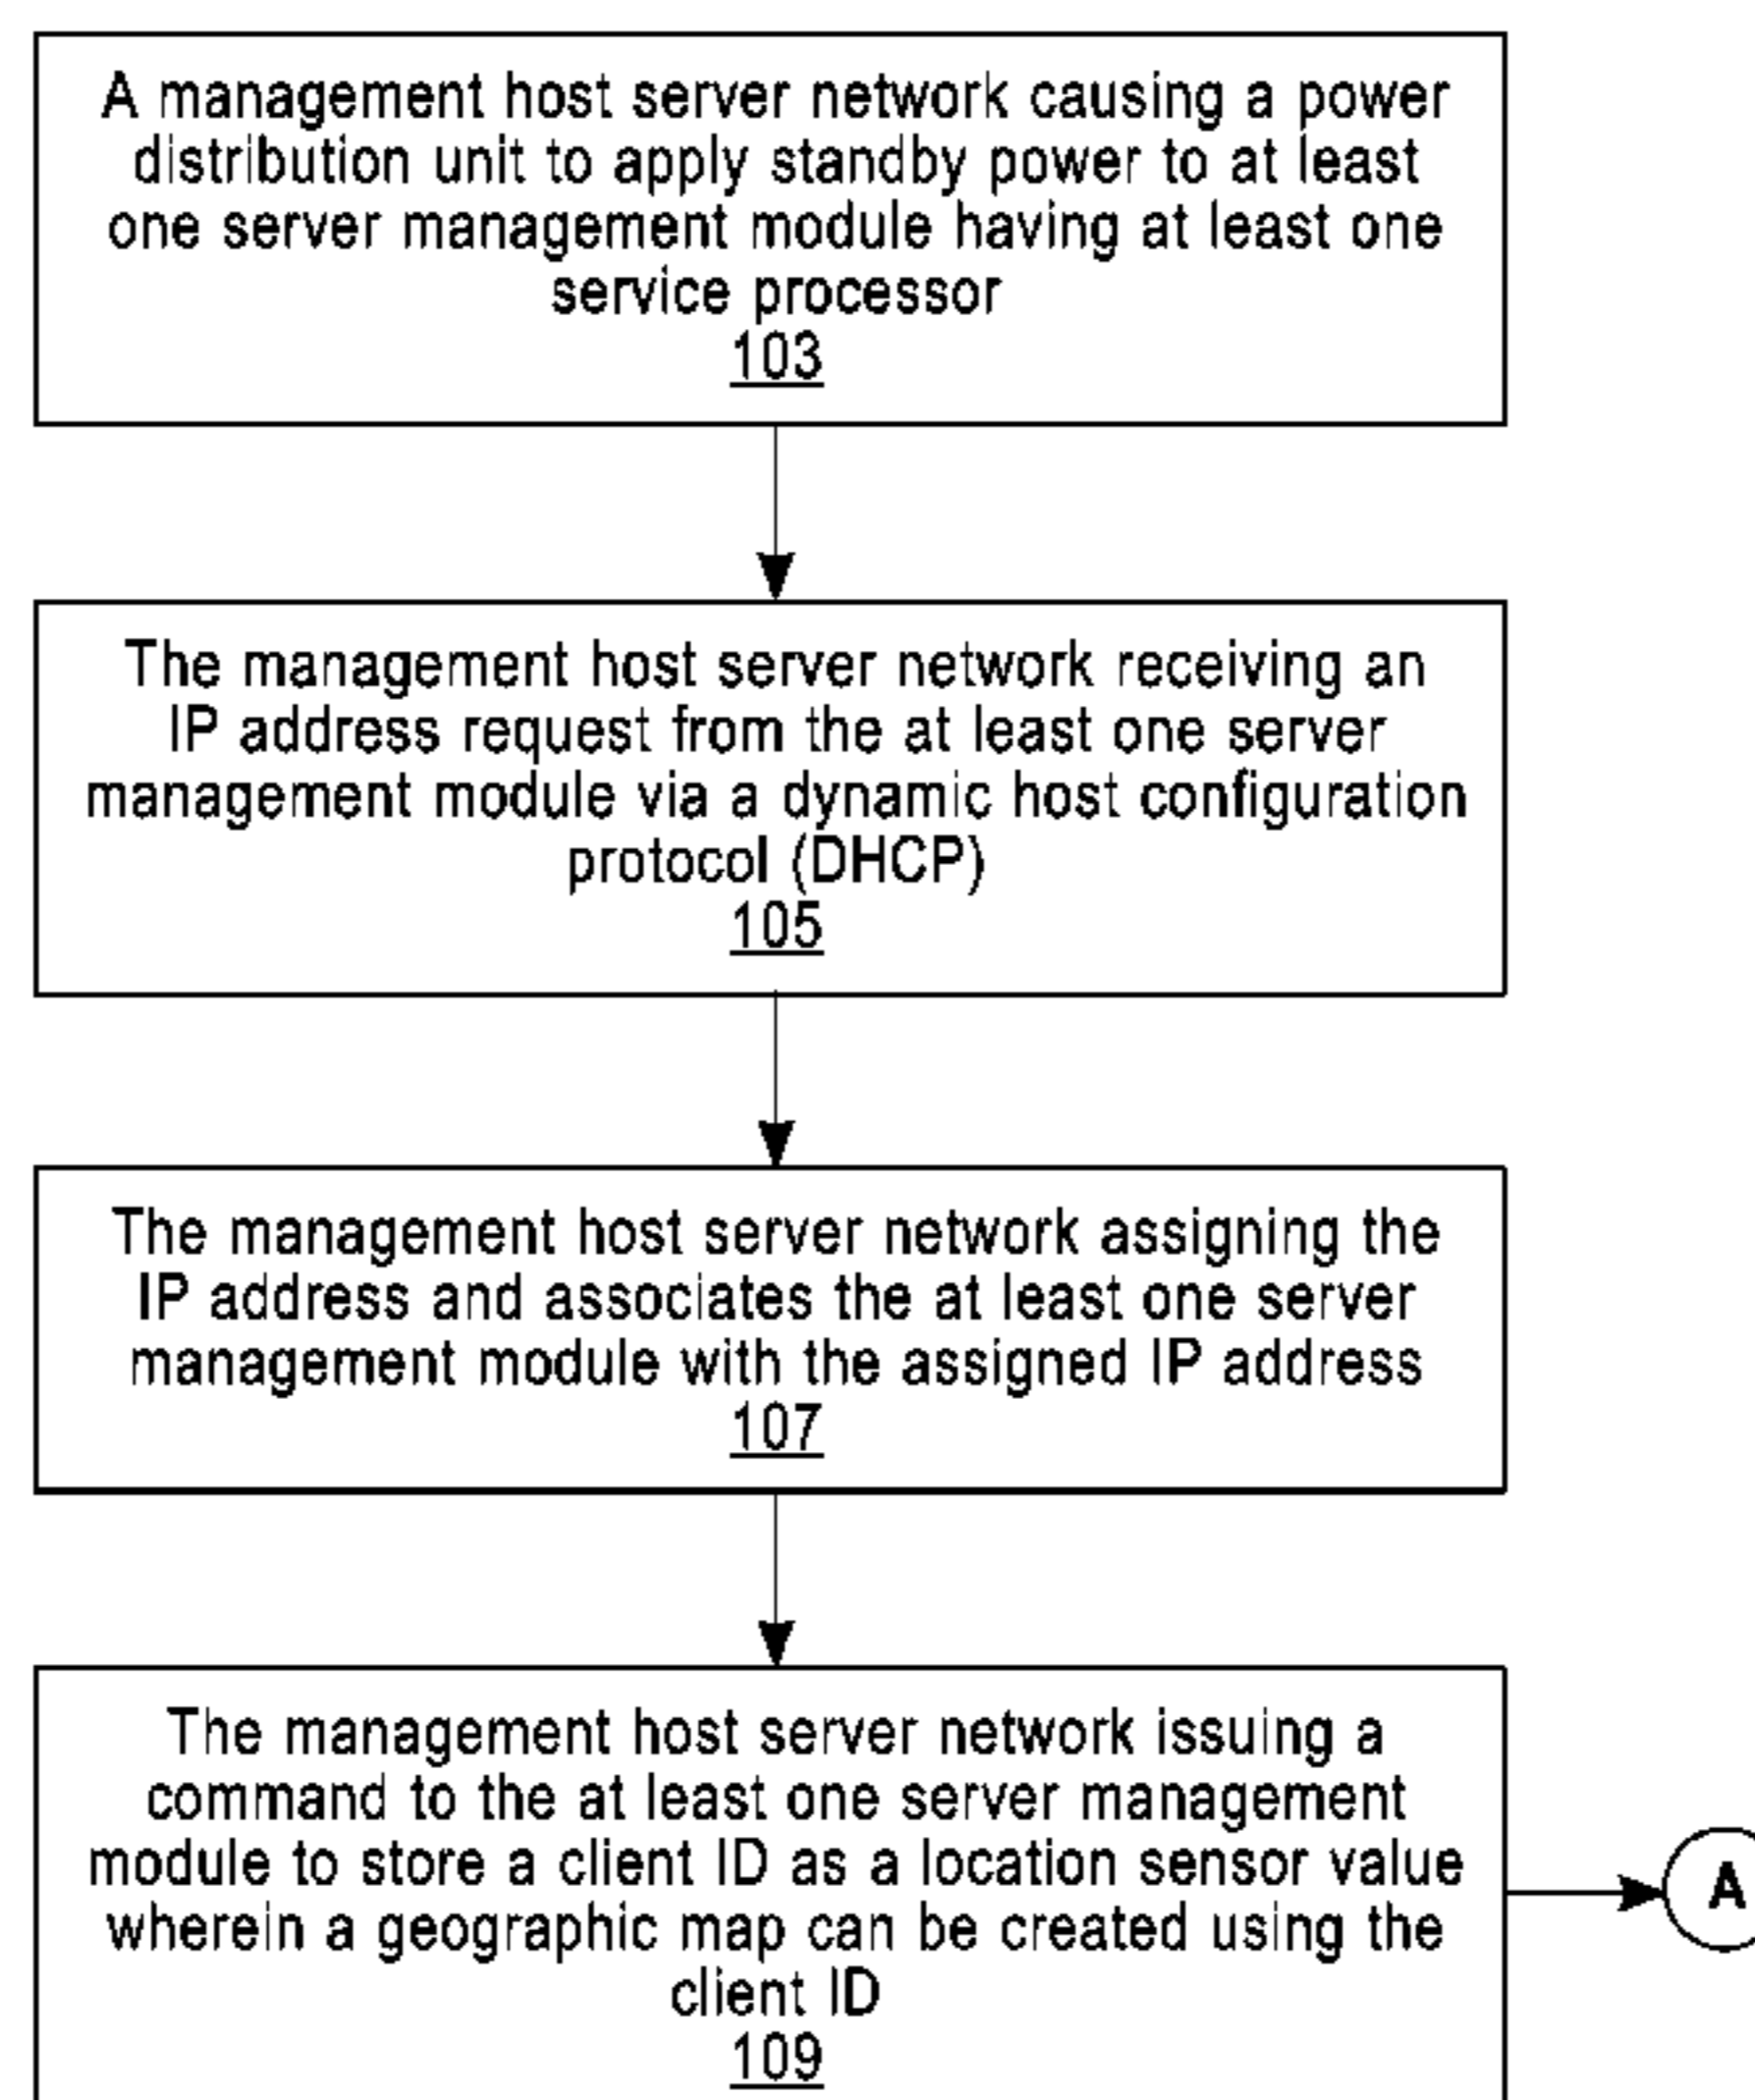 A management host server network causing a power
distribution unit to apply standby power to at least
one server management module having at least one
service processor
103
The management host server network receiving an
IP address request from the at least one server
management module via a dynamic host configuration
protocol (DHCP)
105
The management host server network assigning the
IP address and associates the at least one server
management module with the assigned IP address
107
The management host server network issuing a
command to the at least one server management
module to store a client ID as a location sensor value
wherein a geographic map can be created using the
client ID
109
A